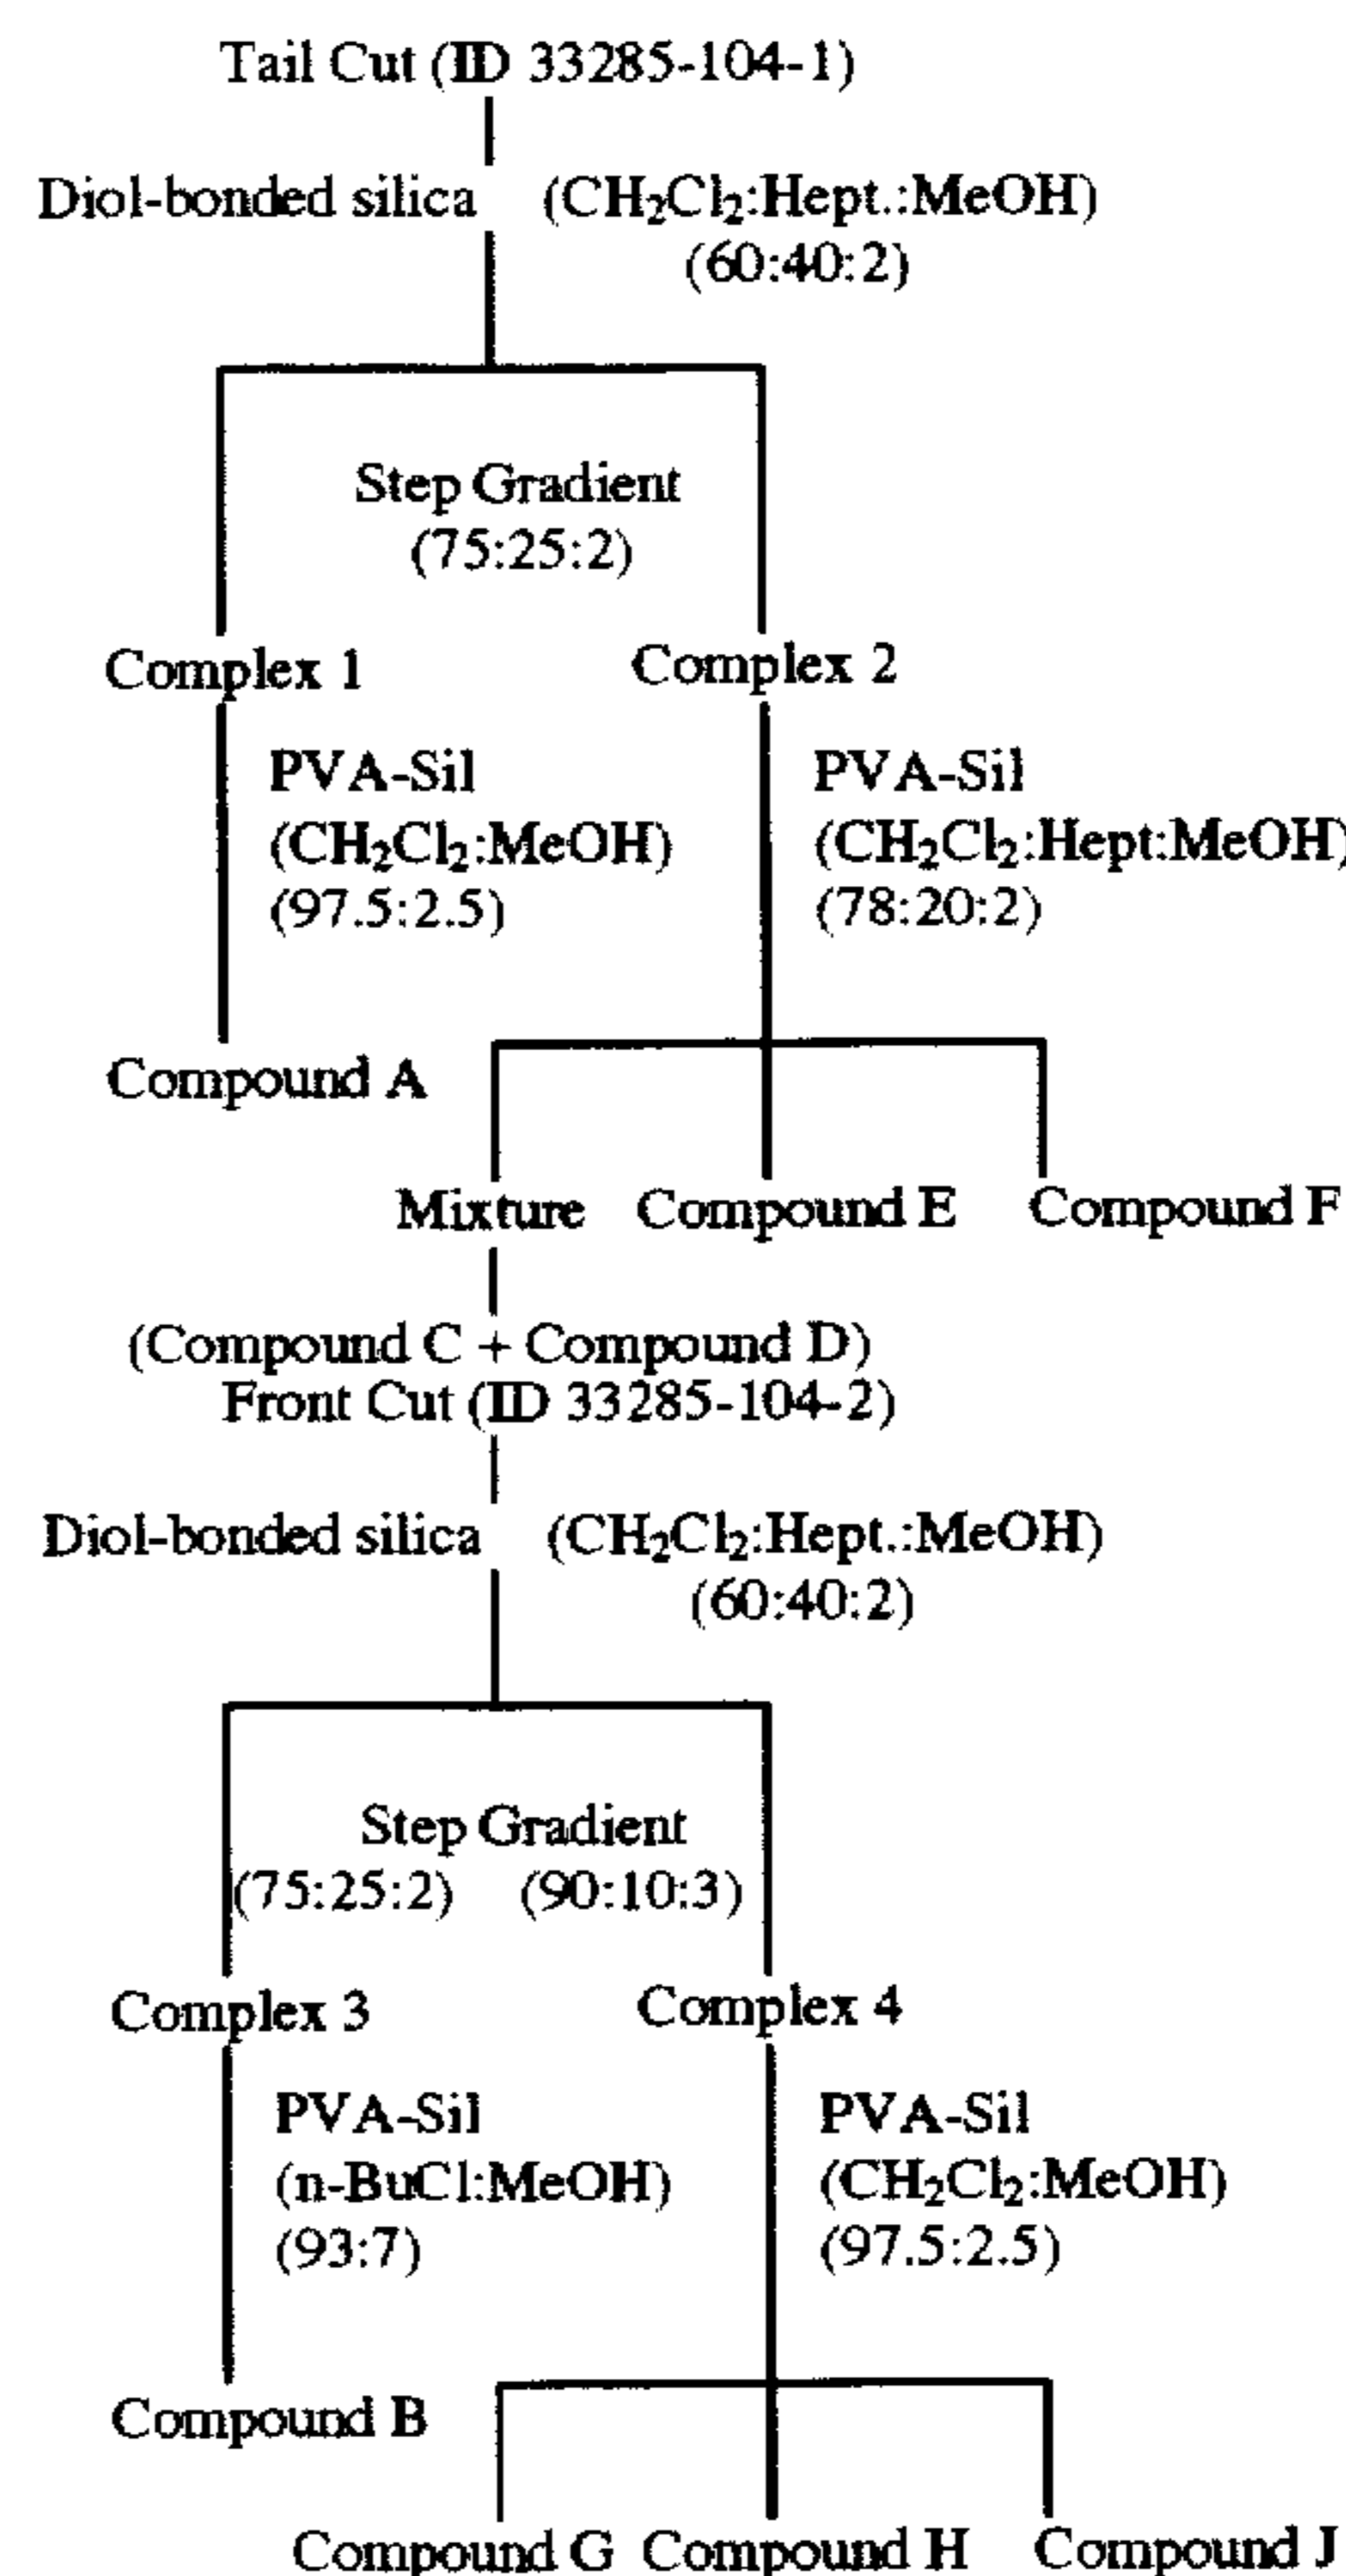 Tail Cut (ID 33285-104-1)
Diol-bonded silica (CH₂Cl₂:Hept.:MeOH)
(60:40:2)
Step Gradient
(75:25:2)
Complex 1 Complex 2
PVA-Sil PVA-Sil
(CH₂Cl₂:MeOH) (CH₂Cl₂:Hept:MeOH)
(97.5:2.5) (78:20:2)
Compound A
Mixture Compound E Compound F
(Compound C + Compound D)
Front Cut (ID 33285-104-2)
Diol-bonded silica (CH₂Cl₂:Hept.:MeOH)
(60:40:2)
Step Gradient
(75:25:2) (90:10:3)
Complex 3 Complex 4
PVA-Sil PVA-Sil
(n-BuCl:MeOH) (CH₂Cl₂:MeOH)
(93:7) (97.5:2.5)
Compound B
Compound G Compound H Compound J